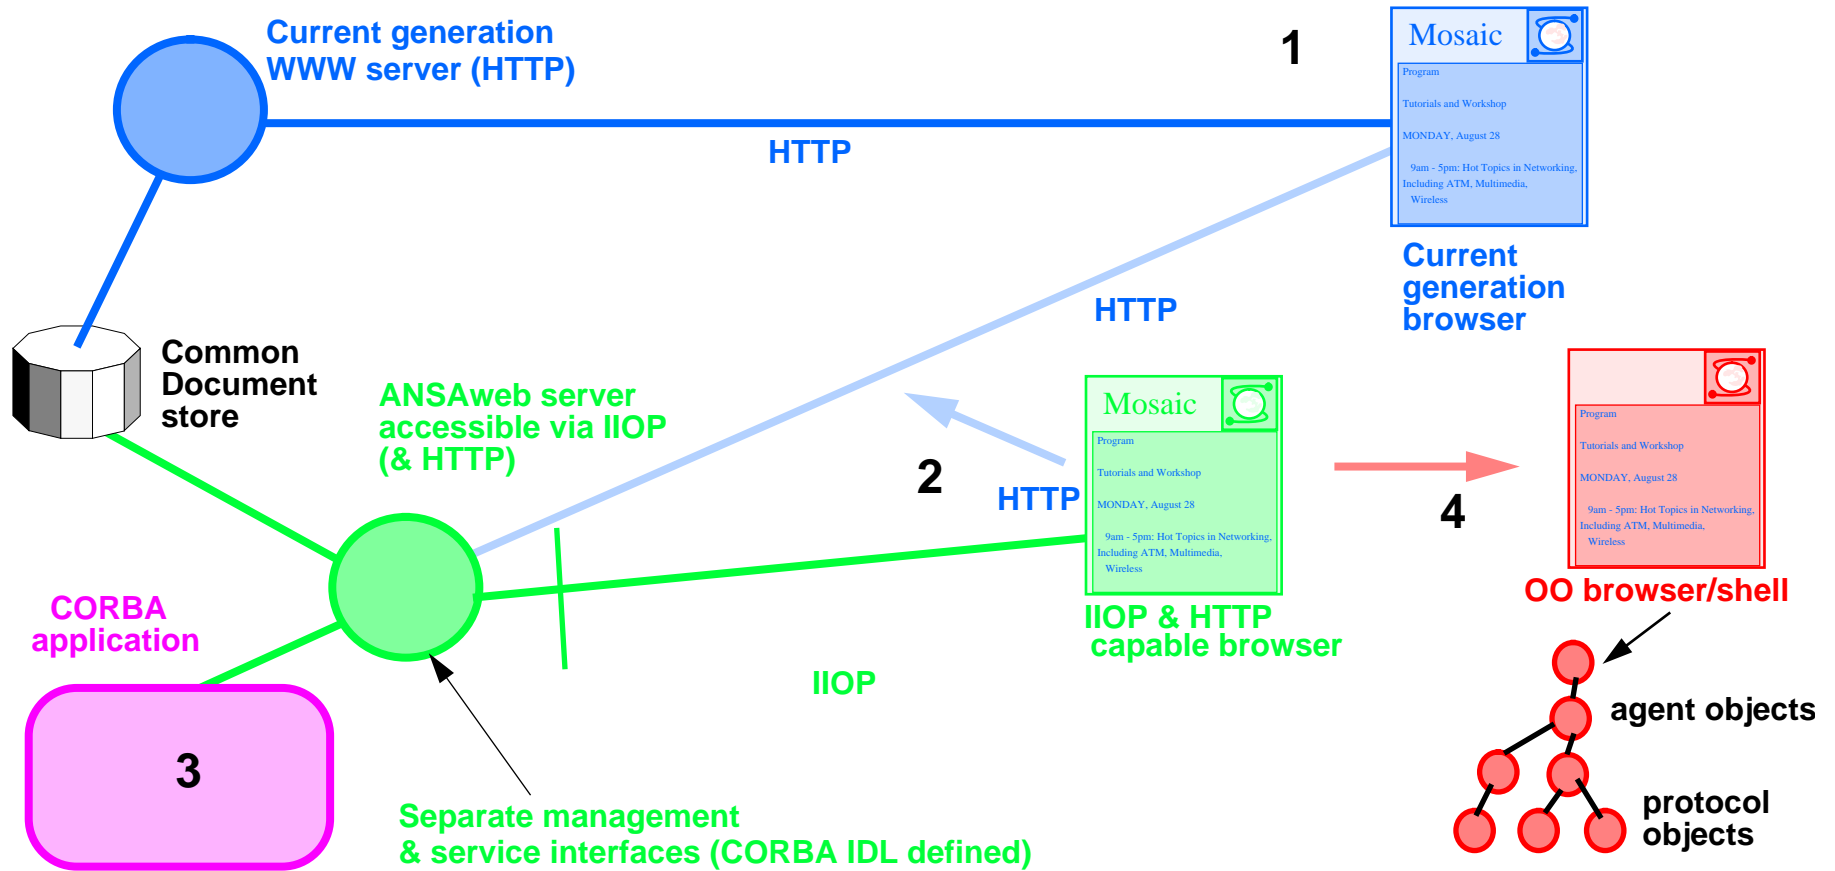 Current generation
WWW server (HTTP)
1
Mosaic
Program
Tutorials and Workshop
MONDAY, August 28
9am - 5pm: Hot Topics in Networking,
Including ATM, Multimedia,
Wireless
HTTP
Current
generation
browser
HTTP
Common
Document
store
ANSAweb server
accessible via IIOP
(& HTTP)
2
HTTP
Mosaic
Program
Tutorials and Workshop
MONDAY, August 28
9am - 5pm: Hot Topics in Networking,
Including ATM, Multimedia,
Wireless
IIOP & HTTP
capable browser
4
Program
Tutorials and Workshop
MONDAY, August 28
9am - 5pm: Hot Topics in Networking,
Including ATM, Multimedia,
Wireless
OO browser/shell
CORBA
application
3
IIOP
agent objects
protocol
objects
Separate management
& service interfaces (CORBA IDL defined)